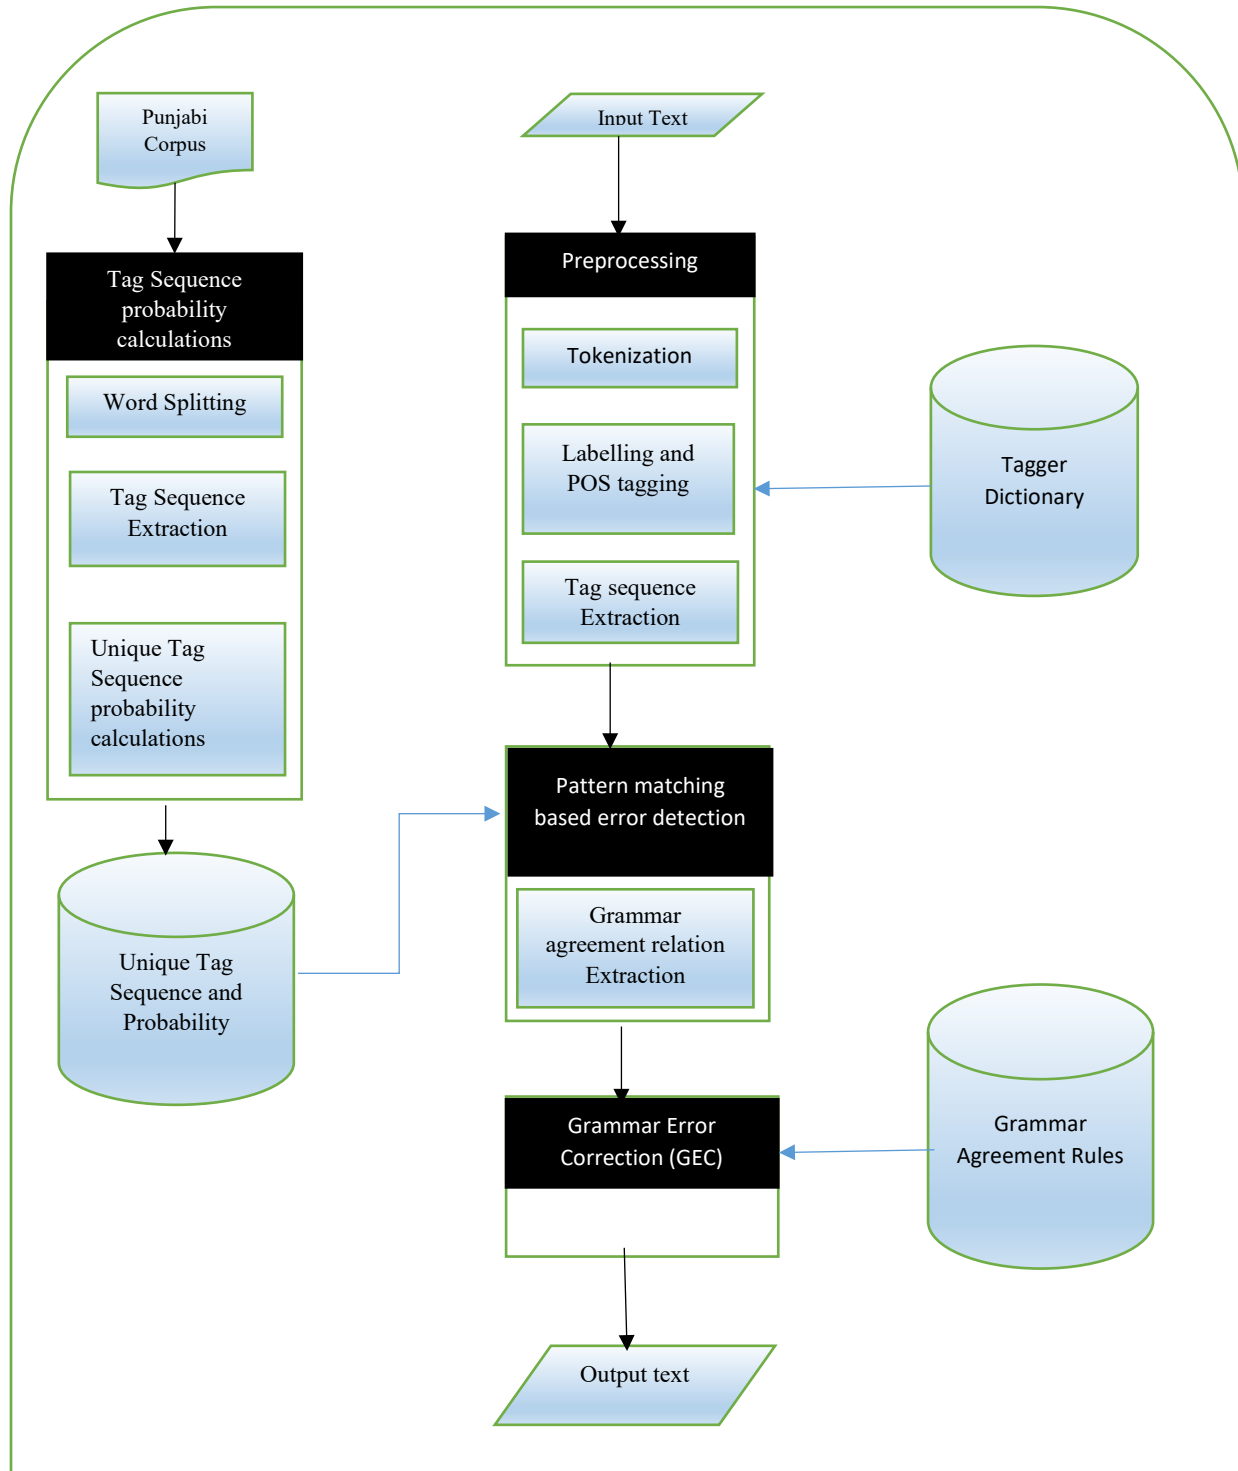 Punjabi
Corpus
Input Text
Tag Sequence
probability
calculations
Word Splitting
Tag Sequence
Extraction
Unique Tag
Sequence
probability
calculations
Unique Tag
Sequence and
Probability
Preprocessing
Tokenization
Labelling and
POS tagging
Tag sequence
Extraction
Tagger
Dictionary
Pattern matching
based error detection
Grammar
agreement relation
Extraction
Grammar Error
Correction (GEC)
Grammar
Agreement Rules
Output text